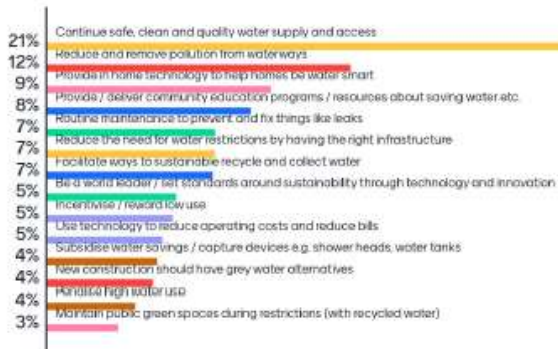 Continue safe, clean and quality water supply and access
21%
Reduce and remove pollution from waterways
12%
Provide in home technology to help homes be water smart
9%
Provide / deliver community education programs / resources about saving water etc.
8%
Routine maintenance to prevent and fix things like leaks
7%
Reduce the need for water restrictions by having the right infrastructure
7%
Facilitate ways to sustainable recycle and collect water
7%
Be a world leader / set standards around sustainability through technology and innovation
5%
Incentivise / reward low use
5%
Use technology to reduce operating costs and reduce bills
5%
Subsidise water savings / capture devices e.g. shower heads, water tanks
4%
New construction should have grey water alternatives
4%
Penalise high water use
4%
Maintain public green spaces during restrictions (with recycled water)
3%